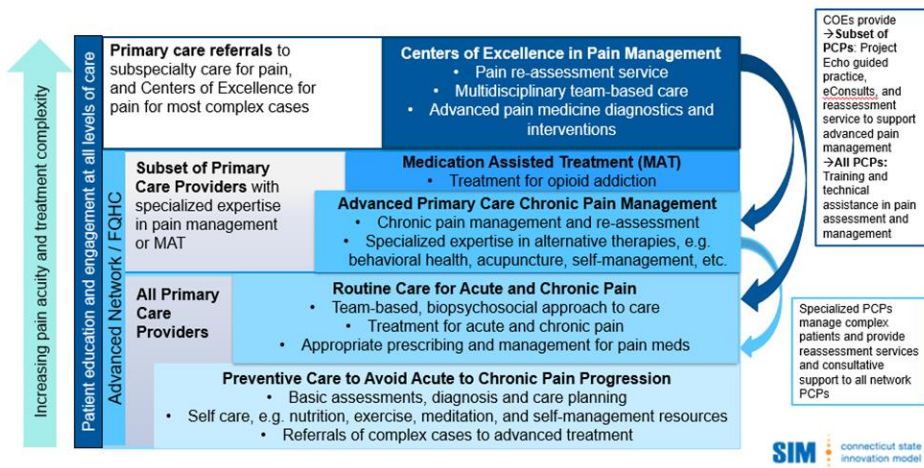 Increasing pain acuity and treatment complexity
Patient education and engagement at all levels of care
Advanced Network / FQHC
Primary care referrals to
subspecialty care for pain,
and Centers of Excellence for
pain for most complex cases
Centers of Excellence in Pain Management
• Pain re-assessment service
• Multidisciplinary team-based care
• Advanced pain medicine diagnostics and
interventions
Subset of Primary
Care Providers with
specialized expertise
in pain management
or MAT
Medication Assisted Treatment (MAT)
• Treatment for opioid addiction
Advanced Primary Care Chronic Pain Management
• Chronic pain management and re-assessment
• Specialized expertise in alternative therapies, e.g.
behavioral health, acupuncture, self-management, etc.
All Primary
Care
Providers
Routine Care for Acute and Chronic Pain
• Team-based, biopsychosocial approach to care
• Treatment for acute and chronic pain
• Appropriate prescribing and management for pain meds
Preventive Care to Avoid Acute to Chronic Pain Progression
• Basic assessments, diagnosis and care planning
• Self care, e.g. nutrition, exercise, meditation, and self-management resources
• Referrals of complex cases to advanced treatment
COEs provide
→Subset of
PCPs: Project
Echo guided
practice,
eConsults, and
reassessment
service to support
advanced pain
management
→All PCPs:
Training and
technical
assistance in pain
assessment and
management
Specialized PCPs
manage complex
patients and provide
reassessment services
and consultative
support to all network
PCPs
SIM
connecticut state
innovation model